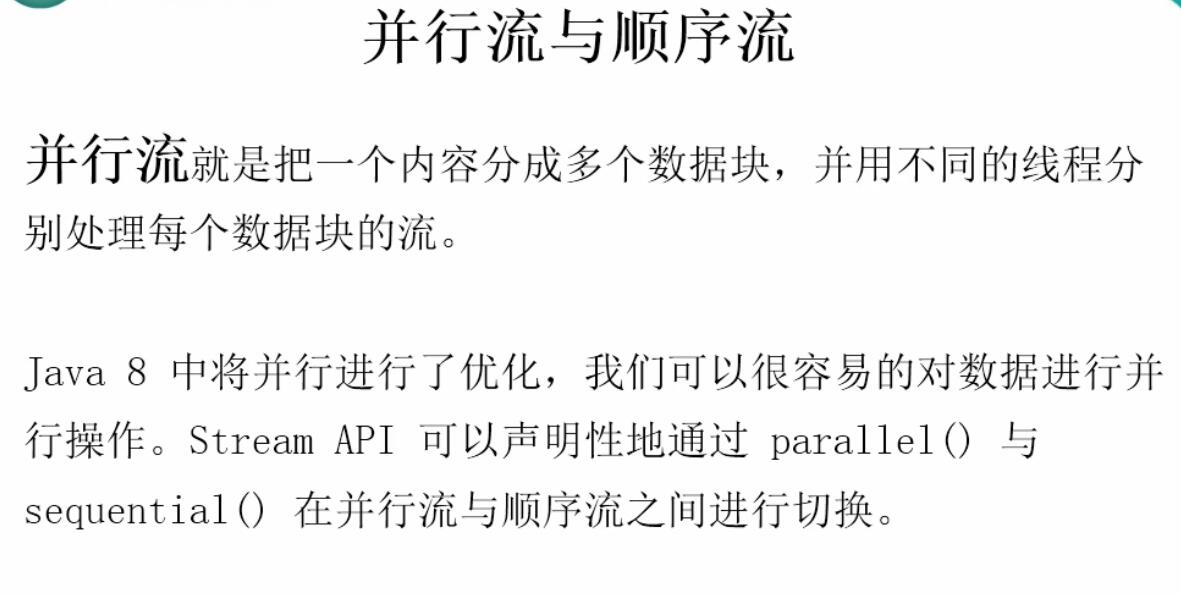 并行流与顺序流
并行流就是把一个内容分成多个数据块，并用不同的线程分
别处理每个数据块的流。
Java 8 中将并行进行了优化，我们可以很容易的对数据进行并
行操作。Stream API 可以声明性地通过 parallel() 与
sequential() 在并行流与顺序流之间进行切换。